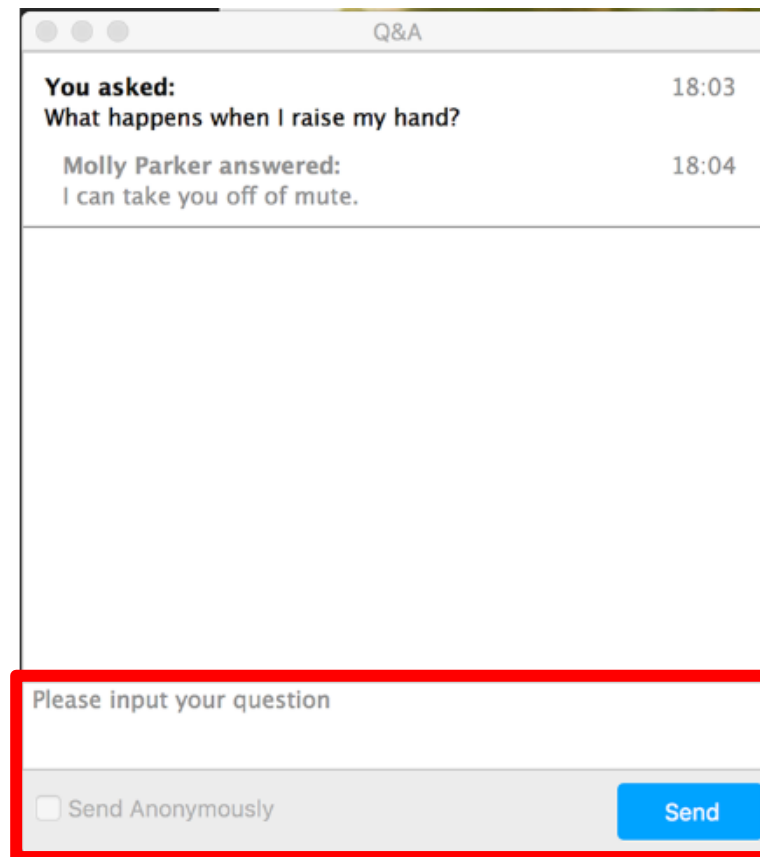 Q&A
You asked: 18:03
What happens when I raise my hand?
Molly Parker answered: 18:04
I can take you off of mute.
Please input your question
Send Anonymously Send